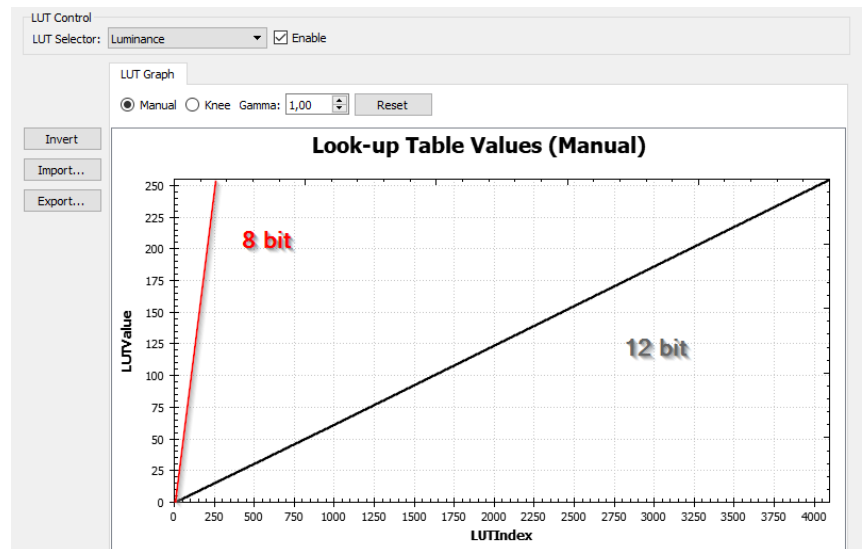 LUT Control
LUT Selector: Luminance Enable
LUT Graph
Manual Knee Gamma: 1,00 Reset
Invert
Import...
Export...
Look-up Table Values (Manual)
250
225
200
175
150
125
100
75
50
25
0
LUTValue
8 bit
12 bit
0 250 500 750 1000 1250 1500 1750 2000 2250 2500 2750 3000 3250 3500 3750 4000
LUTIndex